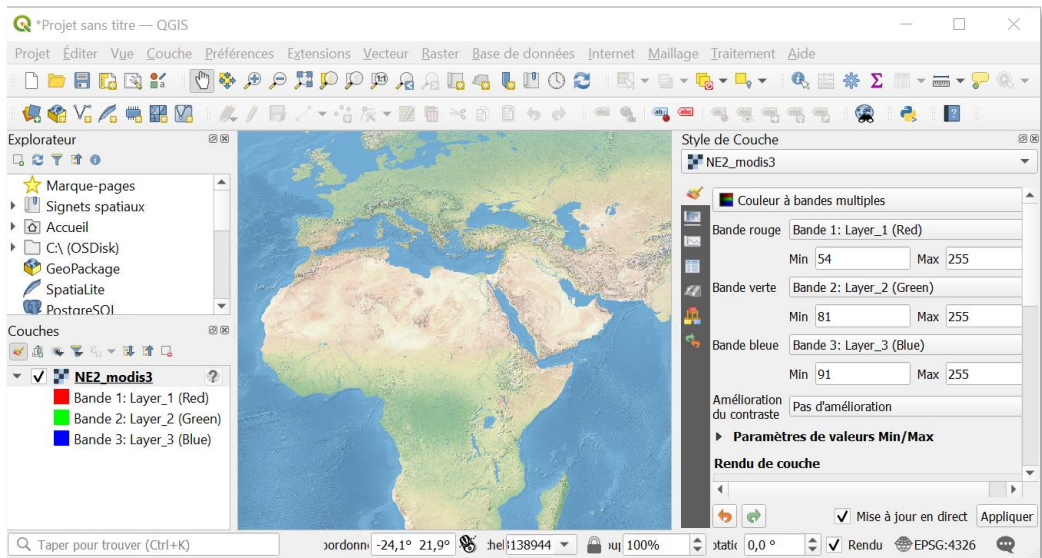 *Projet sans titre — QGIS
Projet Éditer Vue Couche Préférences Extensions Vecteur Raster Base de données Internet Maillage Traitement Aide
Explorateur
Marque-pages
Signets spatiaux
Accueil
C:\ (OSDisk)
GeoPackage
SpatiaLite
PostgreSQL
Couches
NE2_modis3
Bande 1: Layer_1 (Red)
Bande 2: Layer_2 (Green)
Bande 3: Layer_3 (Blue)
Style de Couche
NE2_modis3
Couleur à bandes multiples
Bande rouge Bande 1: Layer_1 (Red)
Min 54 Max 255
Bande verte Bande 2: Layer_2 (Green)
Min 81 Max 255
Bande bleue Bande 3: Layer_3 (Blue)
Min 91 Max 255
Amélioration
du contraste Pas d'amélioration
Paramètres de valeurs Min/Max
Rendu de couche
Mise à jour en direct Appliquer
Taper pour trouver (Ctrl+K) -24,1° 21,9° 138944 100% 0,0 ° Rendu EPSG:4326